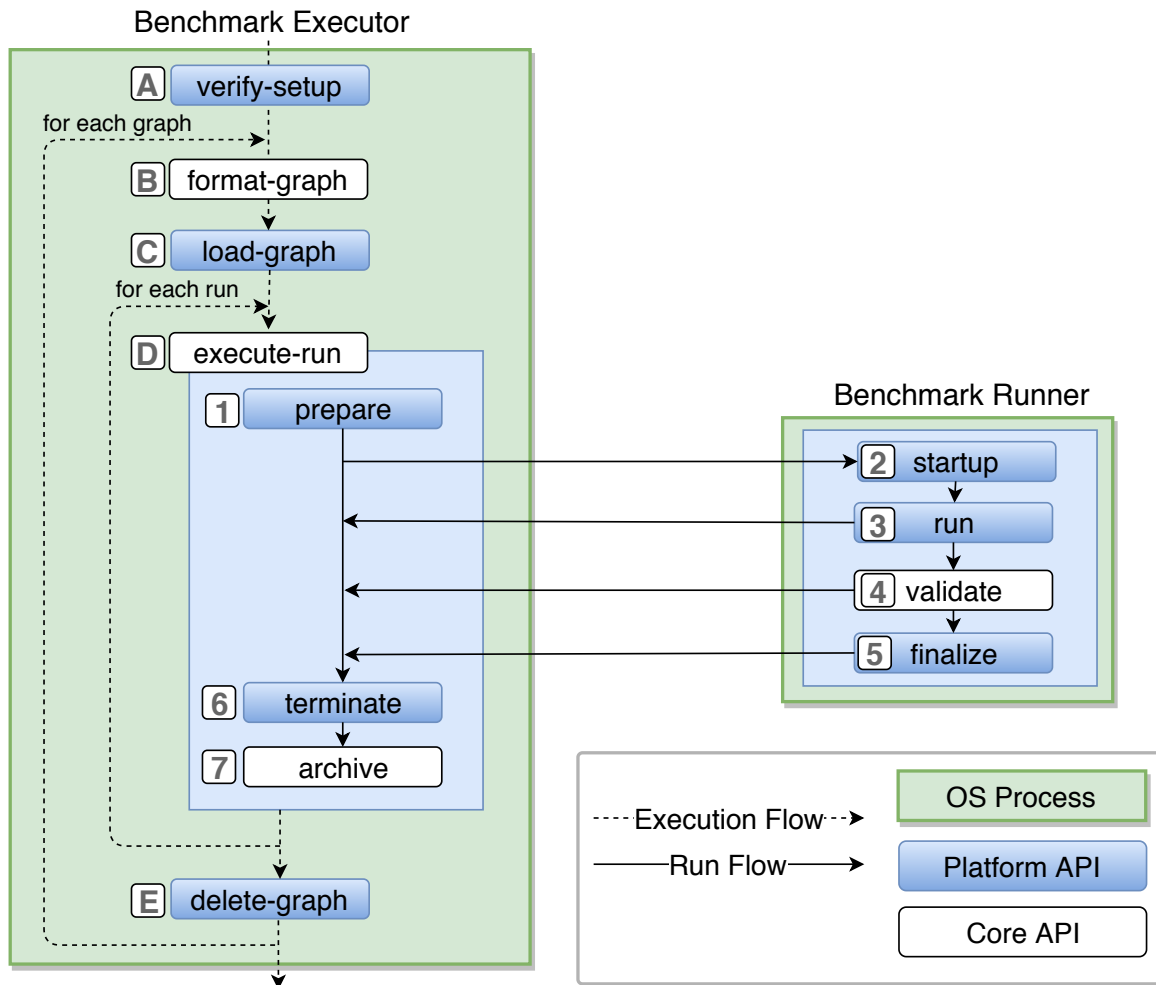 Benchmark Executor
A
verify-setup
for each graph
B
format-graph
C
load-graph
for each run
D
execute-run
1
prepare
Benchmark Runner
2
startup
3
run
4
validate
5
finalize
6
terminate
7
archive
E
delete-graph
Execution Flow
Run Flow
OS Process
Platform API
Core API